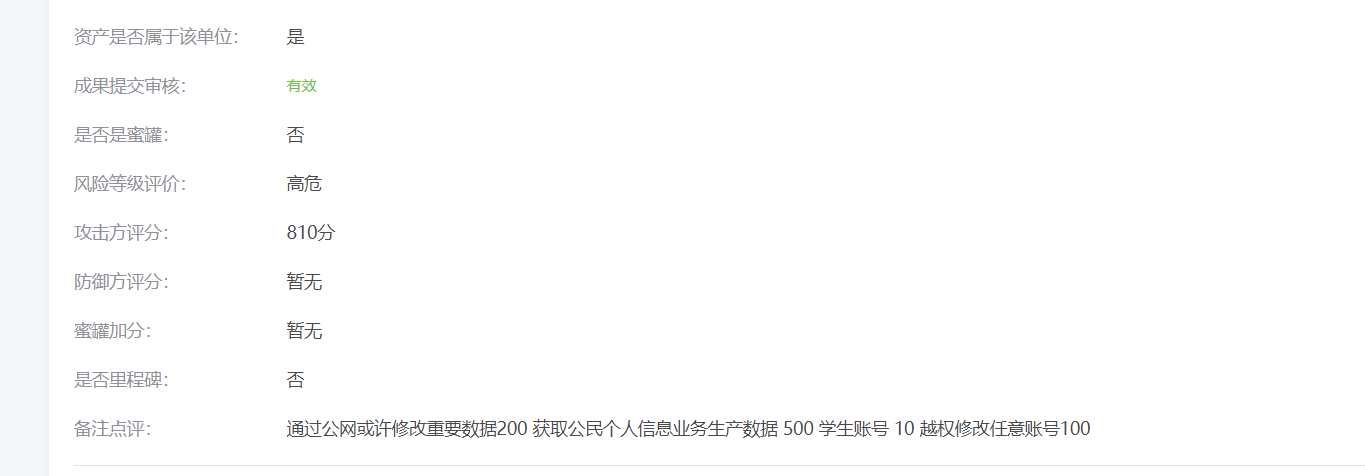 资产是否属于该单位： 是
成果提交审核： 有效
是否是蜜罐： 否
风险等级评价： 高危
攻击方评分： 810分
防御方评分： 暂无
蜜罐加分： 暂无
是否里程碑： 否
备注点评： 通过公网或许修改重要数据200 获取公民个人信息业务生产数据 500 学生账号 10 越权修改任意账号100